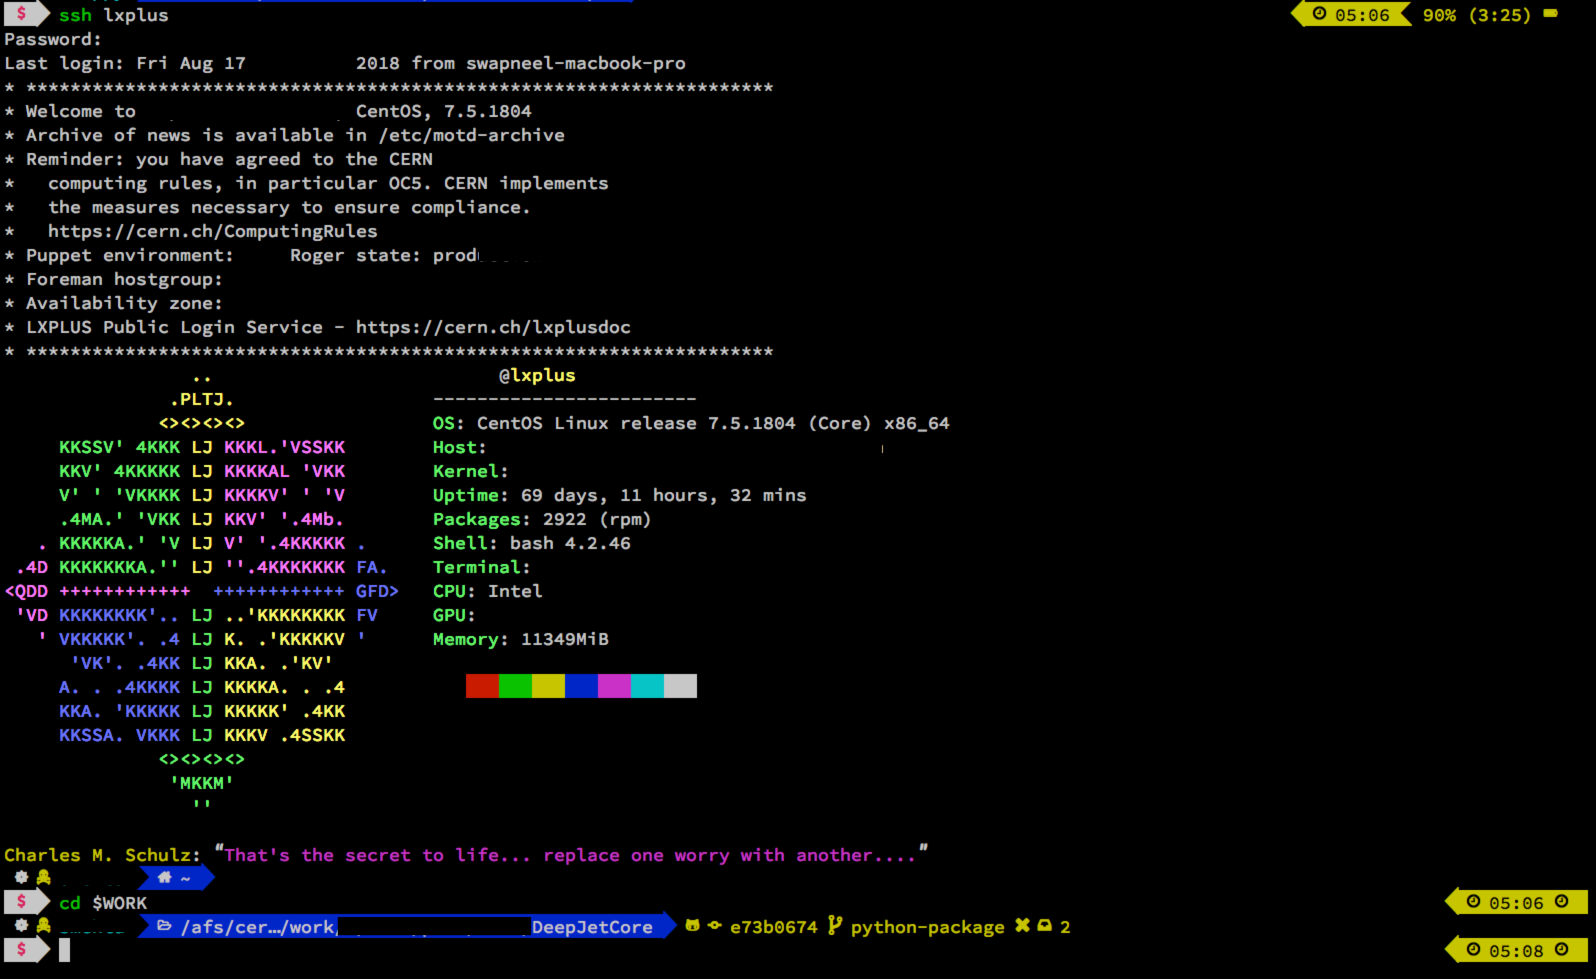 $ ssh lxplus 05:06 90% (3:25)
Password:
Last login: Fri Aug 17 2018 from swapneel-macbook-pro
* ********************************************************************
* Welcome to CentOS, 7.5.1804
* Archive of news is available in /etc/motd-archive
* Reminder: you have agreed to the CERN
* computing rules, in particular OC5. CERN implements
* the measures necessary to ensure compliance.
* https://cern.ch/ComputingRules
* Puppet environment: Roger state: prod
* Foreman hostgroup:
* Availability zone:
* LXPLUS Public Login Service - https://cern.ch/lxplusdoc
* ********************************************************************
.. @lxplus
.PLTJ. ------------------------
<><><><> OS: CentOS Linux release 7.5.1804 (Core) x86_64
KKSSV' 4KKK LJ KKKL.'VSSKK Host:
KKV' 4KKKKK LJ KKKKAL 'VKK Kernel:
V' ' 'VKKKK LJ KKKKV' ' 'V Uptime: 69 days, 11 hours, 32 mins
.4MA.' 'VKK LJ KKV' '.4Mb. Packages: 2922 (rpm)
. KKKKKA.' 'V LJ V' '.4KKKKK . Shell: bash 4.2.46
.4D KKKKKKKA.'' LJ ''.4KKKKKKK FA. Terminal:
<QDD ++++++++++++ ++++++++++++ GFD> CPU: Intel
'VD KKKKKKKK'.. LJ ..'KKKKKKKK FV GPU:
' VKKKKK'. .4 LJ K. .'KKKKKV ' Memory: 11349MiB
'VK'. .4KK LJ KKA. .'KV'
A. . .4KKKK LJ KKKKA. . .4
KKA. 'KKKKK LJ KKKKK' .4KK
KKSSA. VKKK LJ KKKV .4SSKK
<><><><>
'MKKM'
''
Charles M. Schulz: “That's the secret to life... replace one worry with another....”
~
$ cd $WORK 05:06
/afs/cer…/work/ DeepJetCore e73b0674 python-package 2
$ 05:08